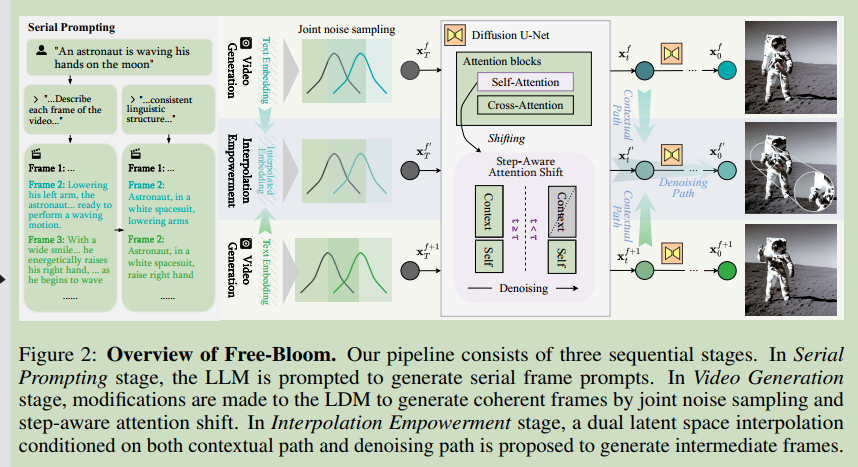 Serial Prompting
"An astronaut is waving his
hands on the moon"
"...Describe
each frame of the
video..."
"...consistent
linguistic
structure..."
Frame 1: ...
Frame 2: Lowering
his left arm, the
astronaut... ready to
perform a waving
motion.
Frame 3: With a
wide smile... he
energetically raises
his right hand, ... as
he begins to wave
......
Frame 1: ...
Frame 2:
Astronaut, in a
white spacesuit,
lowering arms
Frame 2:
Astronaut, in a
white spacesuit,
raise right hand
......
Video
Generation
Text Embedding
Interpolation
Empowerment
Interpolated
Embedding
Video
Generation
Text Embedding
Joint noise sampling
x_T^f
x_T^f'
x_T^f+1
Diffusion U-Net
Attention blocks
Self-Attention
Cross-Attention
Shifting
Step-Aware
Attention Shift
Context
Self
t ≥ τ
t < τ
Context
Self
Denoising
x_t^f
...
x_0^f
Contextual
Path
x_t^f'
...
x_0^f'
Denoising
Path
Contextual
Path
x_t^f+1
...
x_0^f+1
Figure 2: Overview of Free-Bloom. Our pipeline consists of three sequential stages. In Serial
Prompting stage, the LLM is prompted to generate serial frame prompts. In Video Generation
stage, modifications are made to the LDM to generate coherent frames by joint noise sampling and
step-aware attention shift. In Interpolation Empowerment stage, a dual latent space interpolation
conditioned on both contextual path and denoising path is proposed to generate intermediate frames.